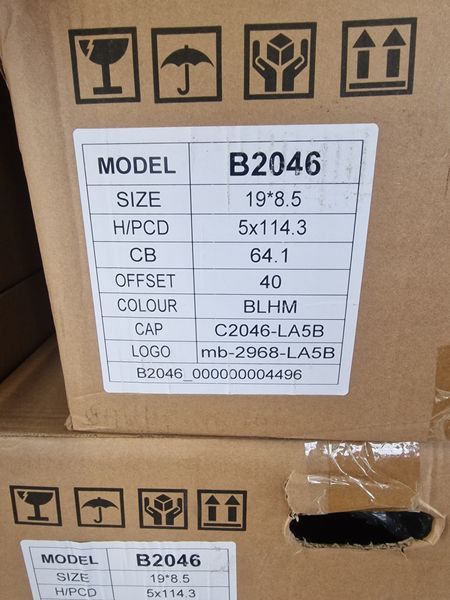 MODEL B2046
SIZE 19*8.5
H/PCD 5x114.3
CB 64.1
OFFSET 40
COLOUR BLHM
CAP C2046-LA5B
LOGO mb-2968-LA5B
B2046_000000004496
MODEL B2046
SIZE 19*8.5
H/PCD 5x114.3